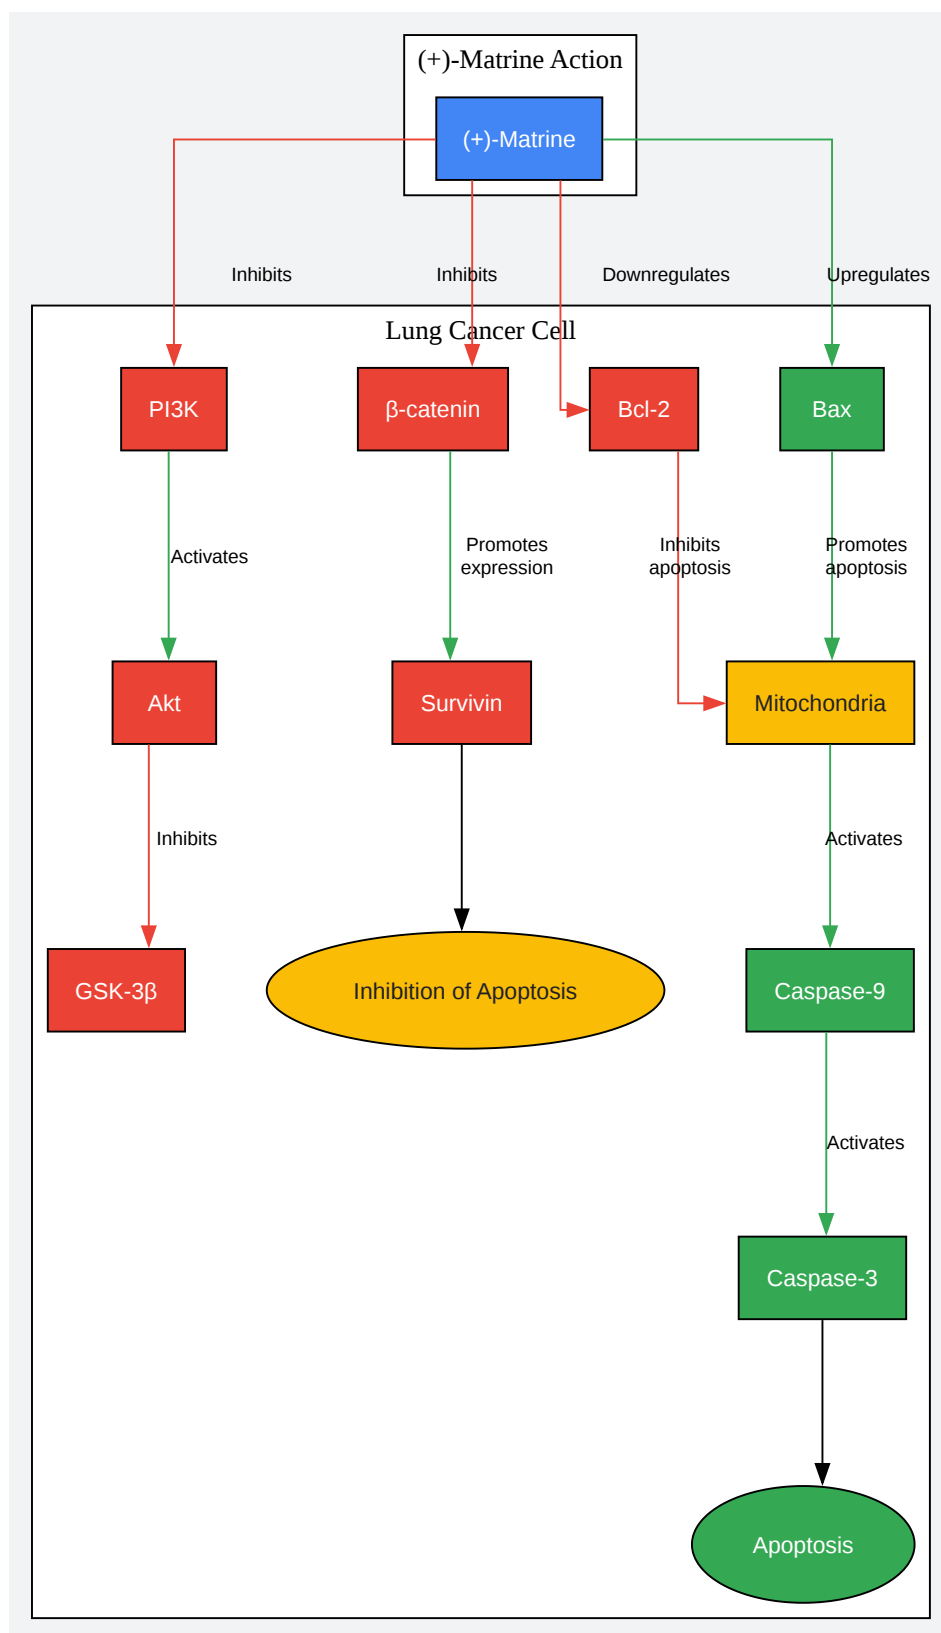 (+)-Matrine Action
(+)-Matrine
Inhibits
Inhibits
Downregulates
Upregulates
Lung Cancer Cell
PI3K
β-catenin
Bcl-2
Bax
Activates
Promotes
expression
Inhibits
apoptosis
Promotes
apoptosis
Akt
Survivin
Mitochondria
Inhibits
Activates
GSK-3β
Inhibition of Apoptosis
Caspase-9
Activates
Caspase-3
Apoptosis